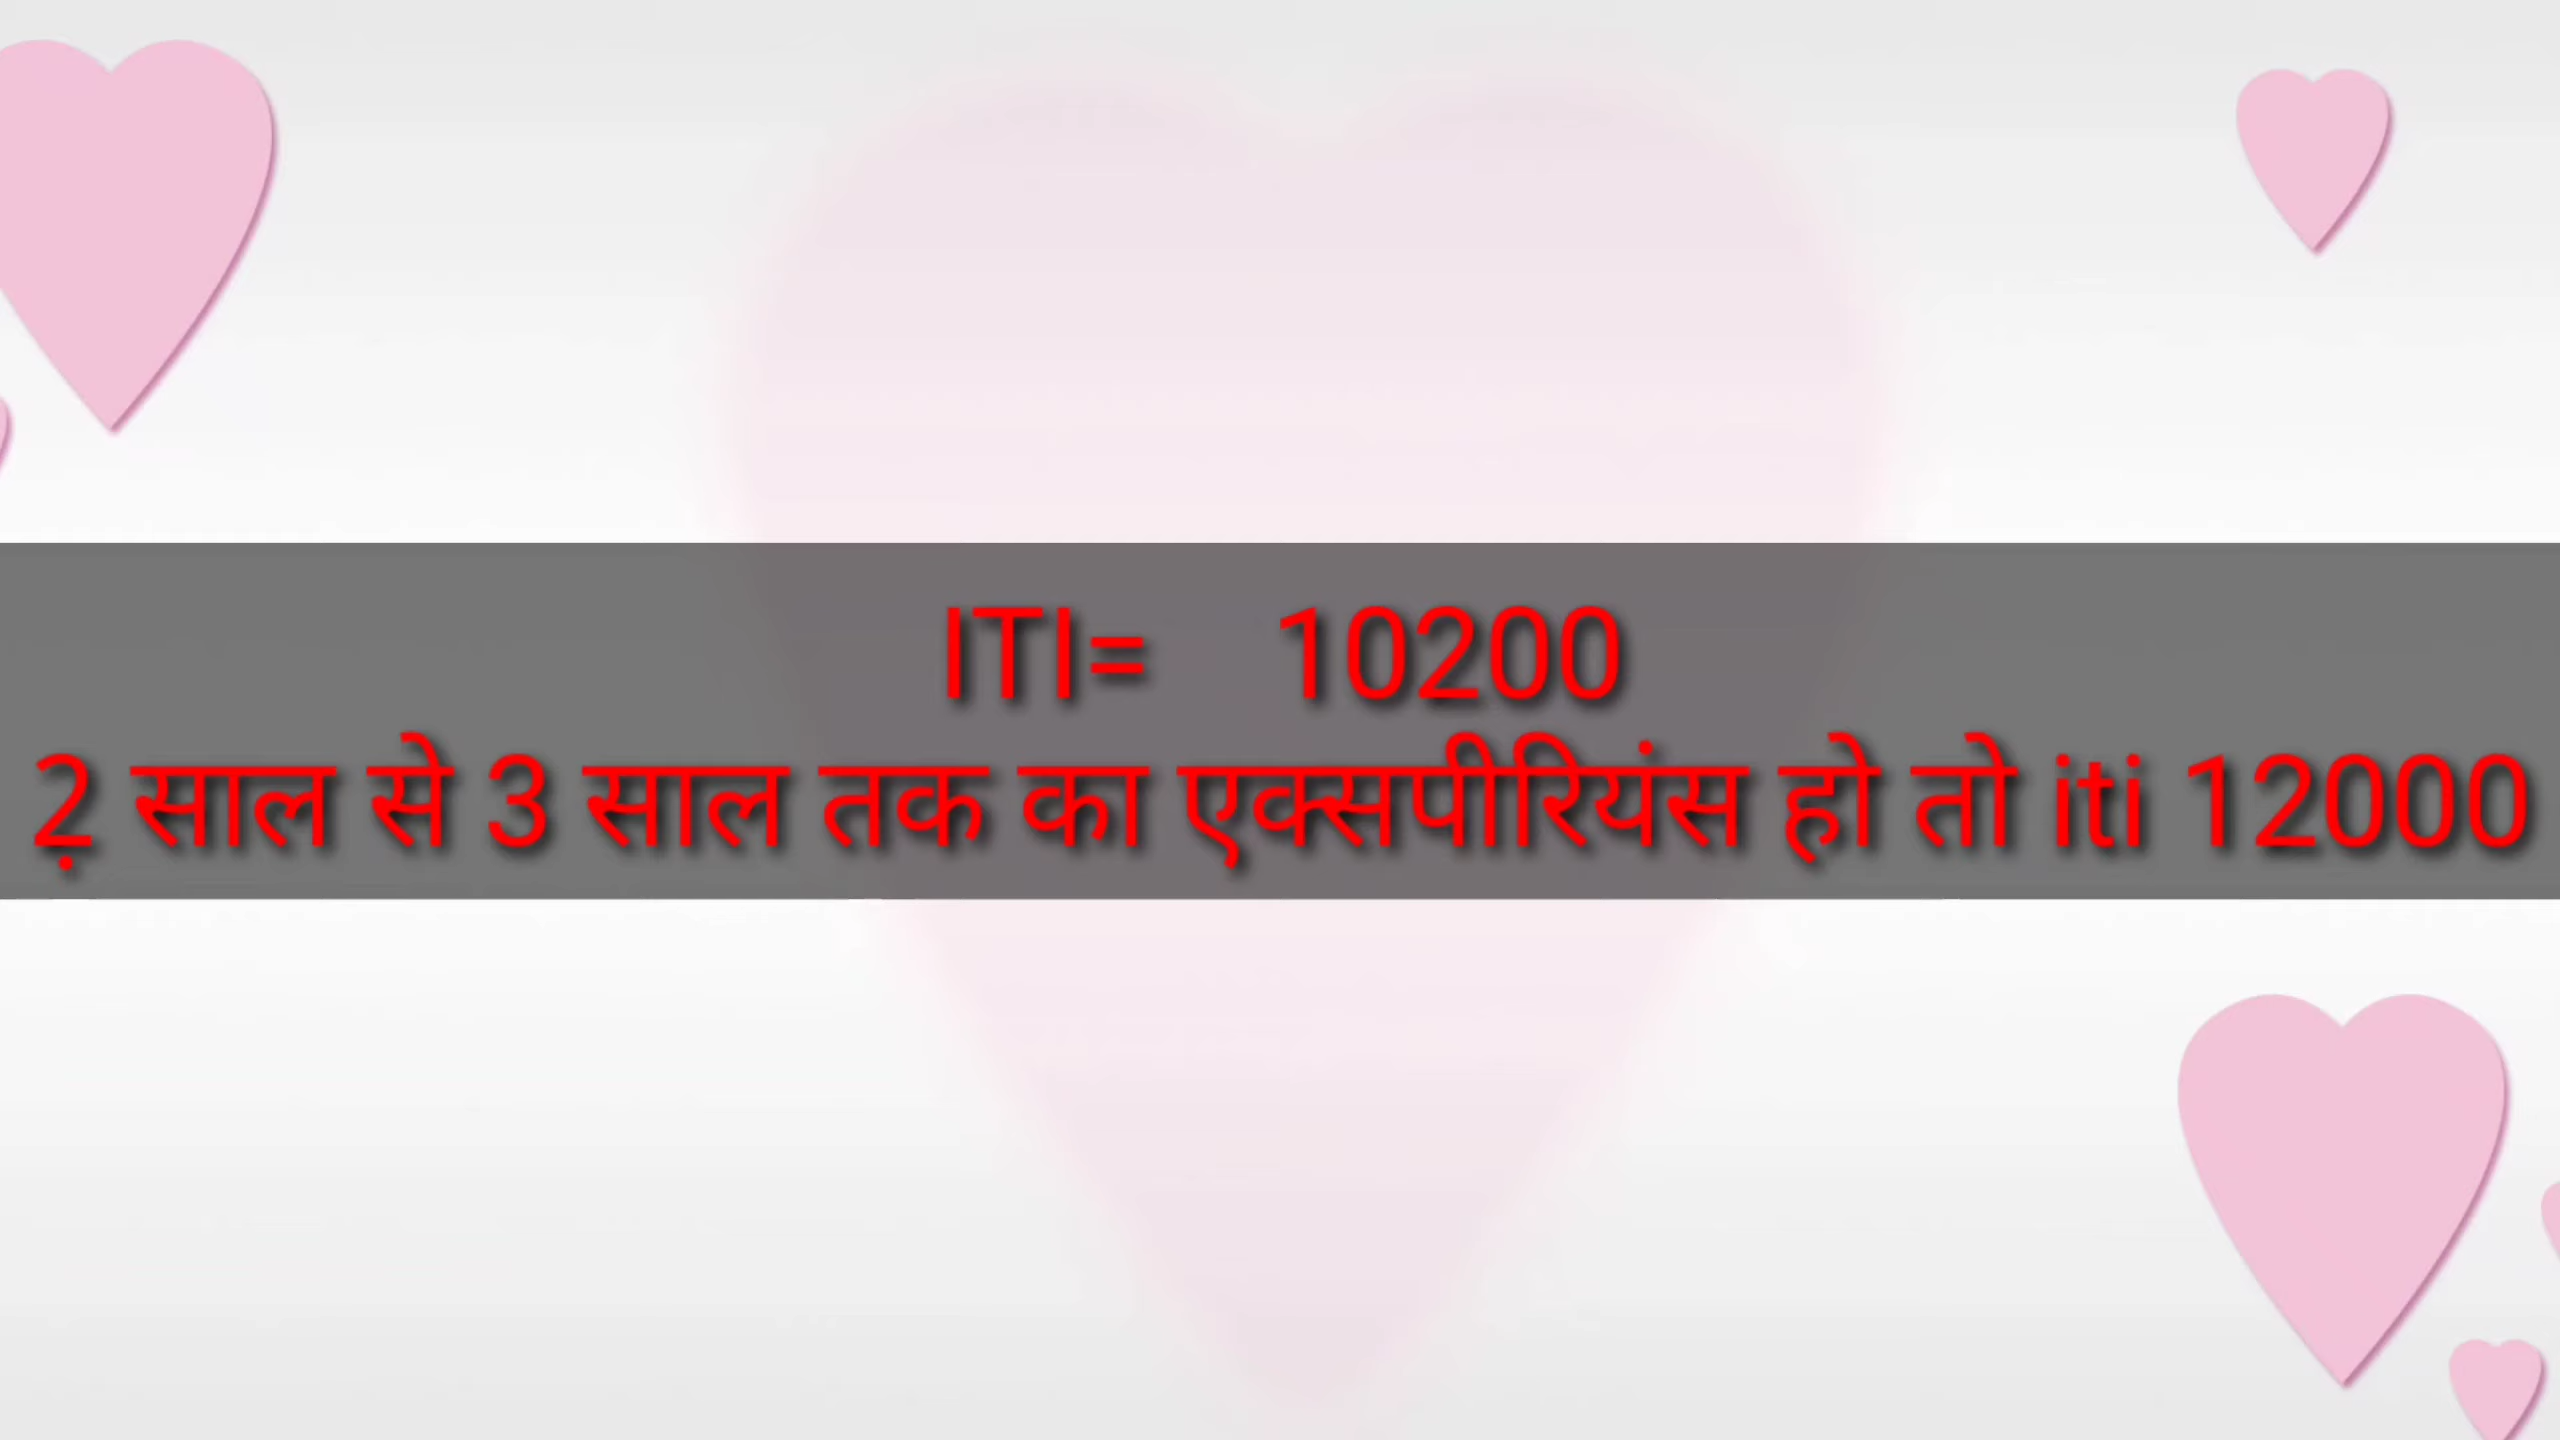 ITI= 10200
2़ साल से 3 साल तक का एक्सपीरियंस हो तो iti 12000